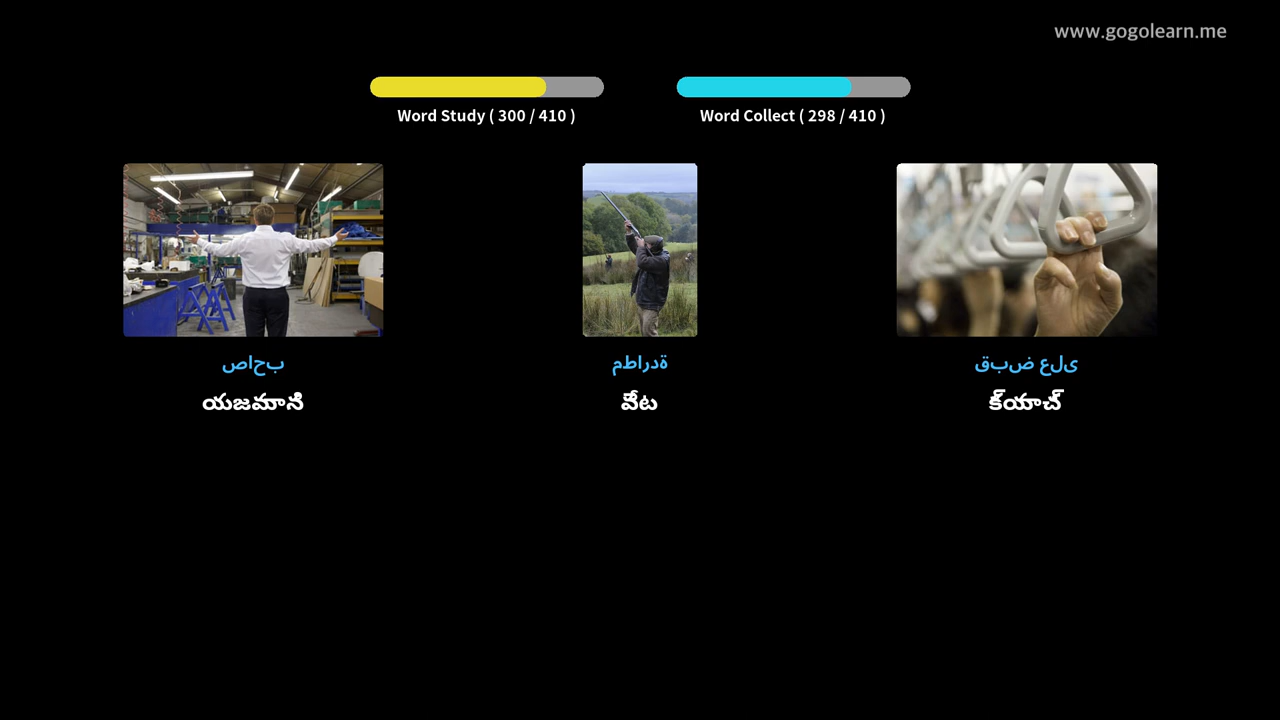 www.gogolearn.me
Word Study ( 300 / 410 )
Word Collect ( 298 / 410 )
صاحب
مطاردة
قبض على
యజమాని
వేట
క్యాచ్